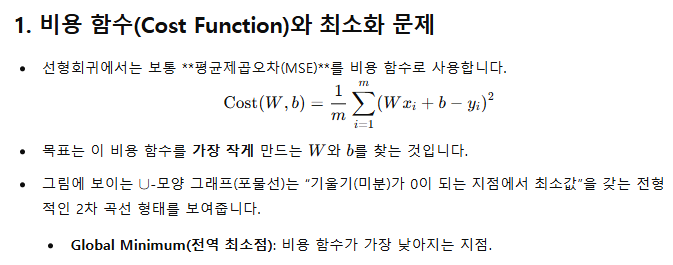 1. 비용 함수(Cost Function)와 최소화 문제
• 선형회귀에서는 보통 **평균제곱오차(MSE)**를 비용 함수로 사용합니다.
Cost(W, b) = \frac{1}{m} \sum_{i=1}^{m} (Wx_i + b − y_i)^2
• 목표는 이 비용 함수를 가장 작게 만드는 W와 b를 찾는 것입니다.
• 그림에 보이는 ∪-모양 그래프(포물선)는 “기울기(미분)가 0이 되는 지점에서 최소값”을 갖는 전형
적인 2차 곡선 형태를 보여줍니다.
• Global Minimum(전역 최소점): 비용 함수가 가장 낮아지는 지점.